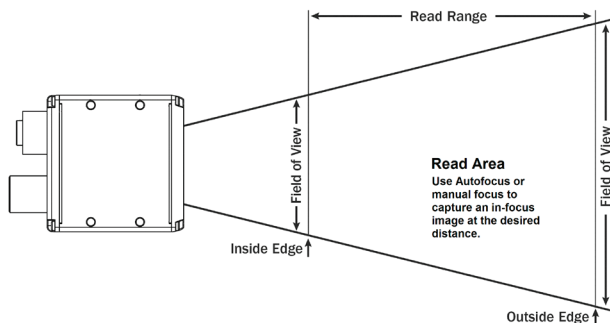 Read Range
Field of View
Field of View
Read Area
Use Autofocus or
manual focus to
capture an in-focus
image at the desired
distance.
Inside Edge
Outside Edge